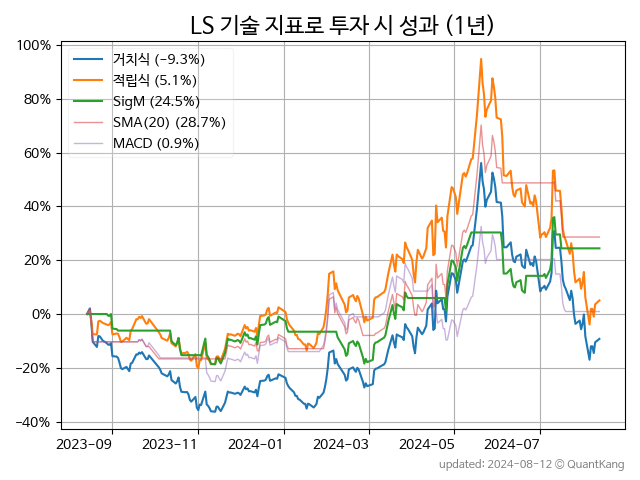 LS 기술 지표로 투자 시 성과 (1년)
100%
80%
60%
40%
20%
0%
−20%
−40%
거치식 (−9.3%)
적립식 (5.1%)
SigM (24.5%)
SMA(20) (28.7%)
MACD (0.9%)
2023-09 2023-11 2024-01 2024-03 2024-05 2024-07
updated: 2024-08-12 © QuantKang